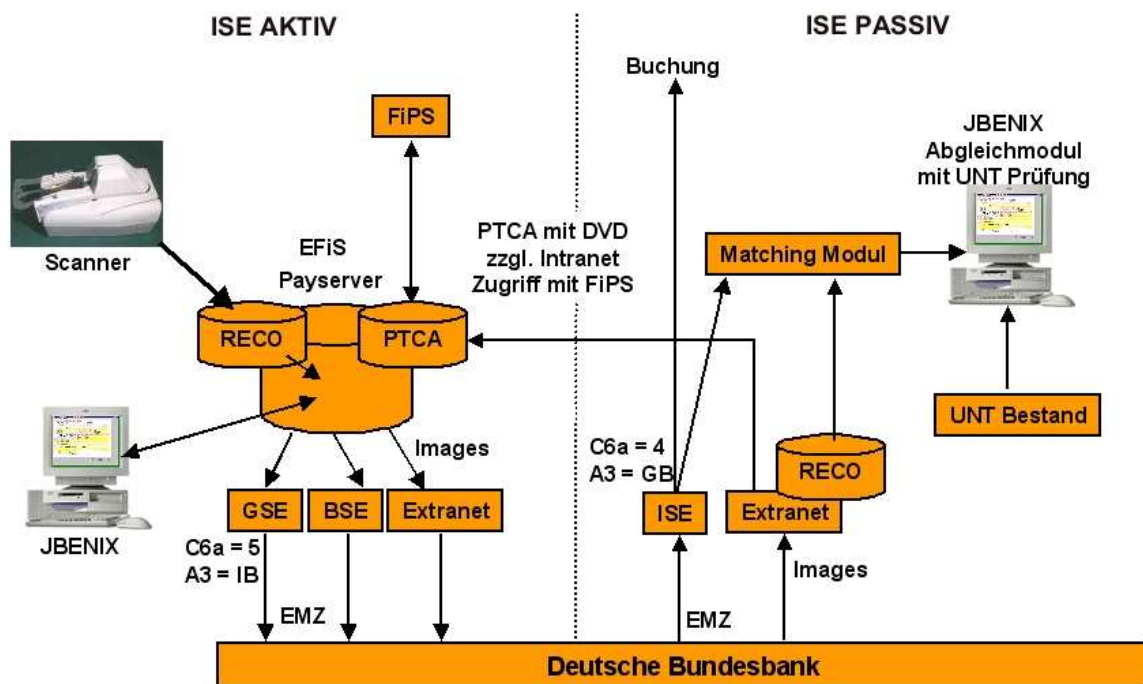 ISE AKTIV
ISE PASSIV
Buchung
FiPS
JBENIX
Abgleichmodul
mit UNT Prüfung
Scanner
EFiS
Payserver
PTCA mit DVD
zzgl. Intranet
Zugriff mit FiPS
Matching Modul
RECO
PTCA
UNT Bestand
Images
C6a = 4
A3 = GB
RECO
GSE
BSE
Extranet
ISE
Extranet
JBENIX
C6a = 5
A3 = IB
Images
EMZ
EMZ
Deutsche Bundesbank